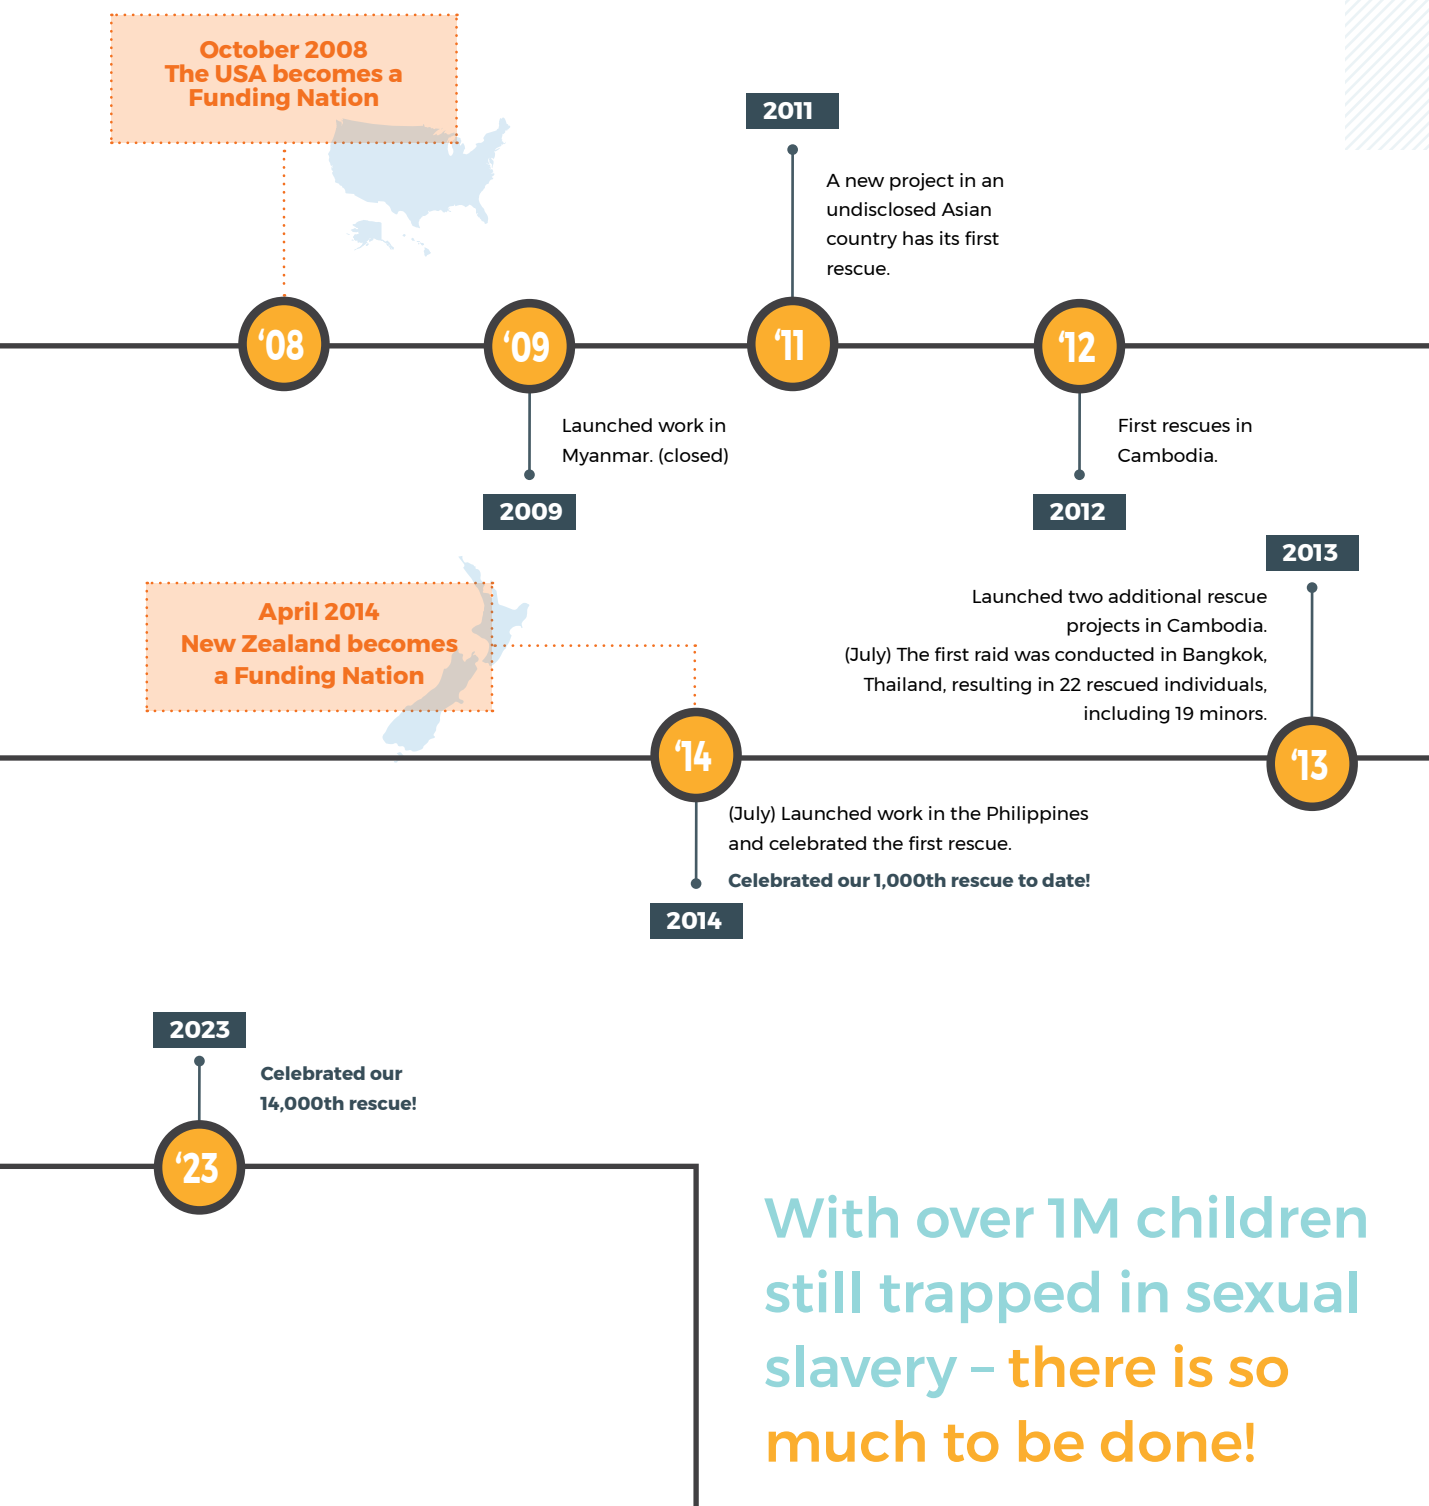 October 2008
The USA becomes a
Funding Nation
2011
A new project in an
undisclosed Asian
country has its first
rescue.
‘08
‘09
‘11
‘12
Launched work in
Myanmar. (closed)
2009
First rescues in
Cambodia.
2012
2013
Launched two additional rescue
projects in Cambodia.
(July) The first raid was conducted in Bangkok,
Thailand, resulting in 22 rescued individuals,
including 19 minors.
‘13
April 2014
New Zealand becomes
a Funding Nation
‘14
(July) Launched work in the Philippines
and celebrated the first rescue.
Celebrated our 1,000th rescue to date!
2014
2023
Celebrated our
14,000th rescue!
‘23
With over 1M children
still trapped in sexual
slavery – there is so
much to be done!